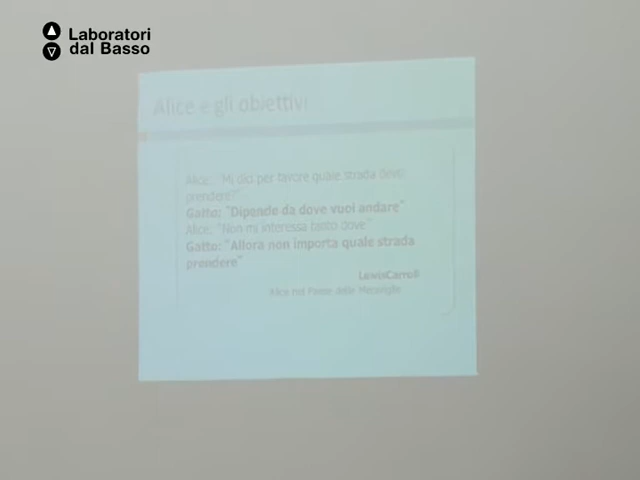 Laboratori
dal Basso
Alice e gli obiettivi
Alice: "Mi dici per favore quale strada devo
prendere?"
Gatto: "Dipende da dove vuoi andare"
Alice: "Non mi interessa tanto dove"
Gatto: "Allora non importa quale strada
prendere"
Lewis Carroll
Alice nel Paese delle Meraviglie